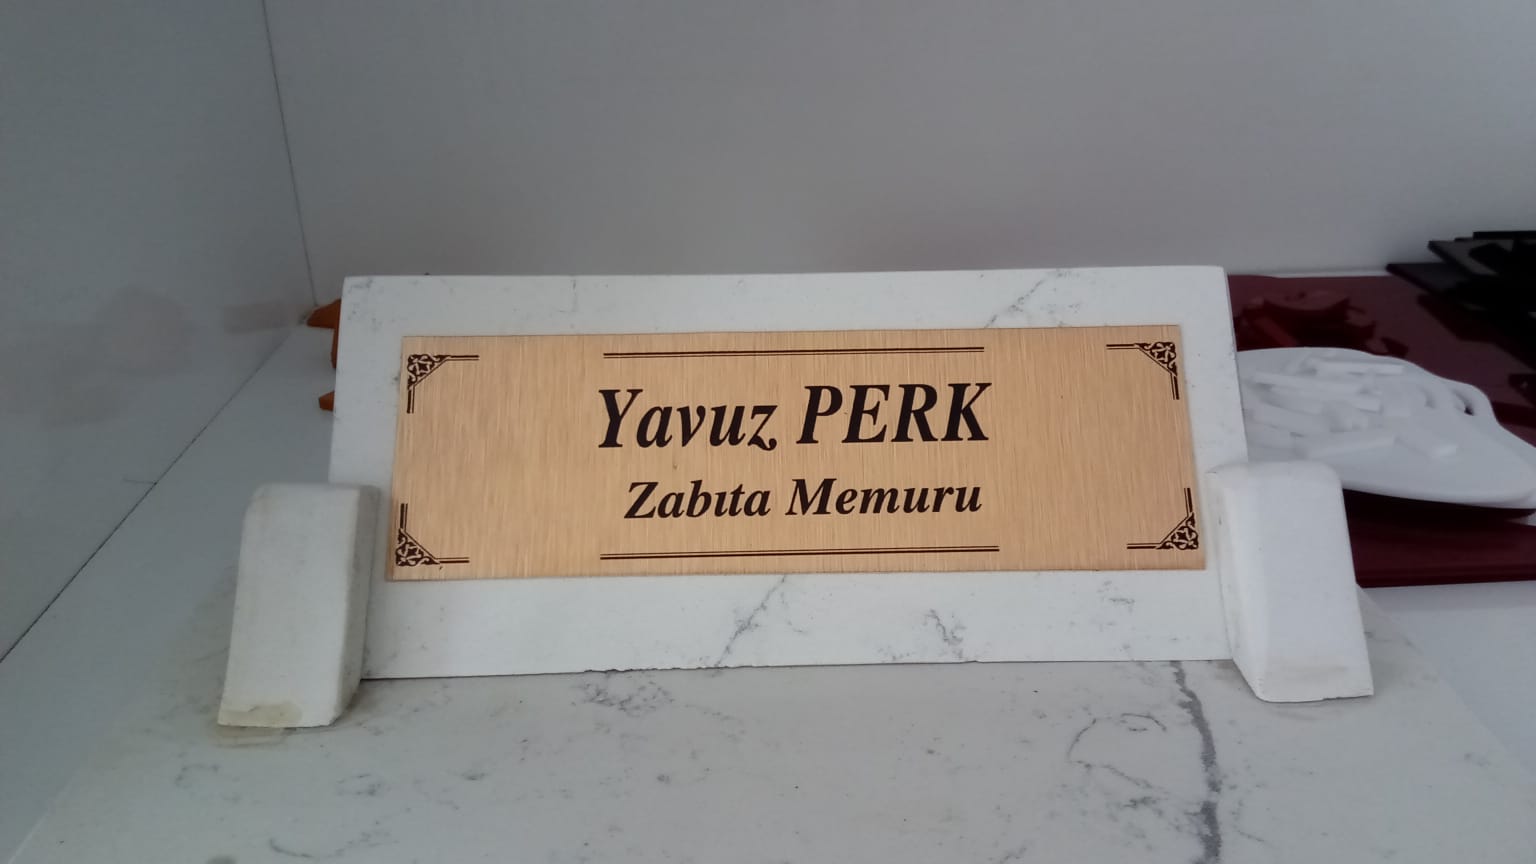 Yavuz PERK
Zabıta Memuru